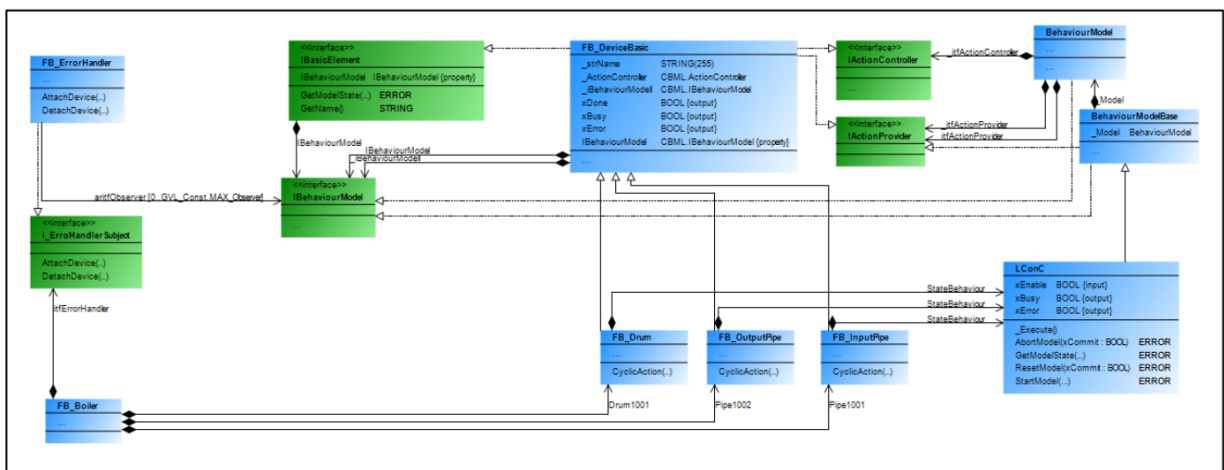 FB_ErrorHandler
...
AttachDevice(..)
DetachDevice(..)
<<interface>>
IBasicElement
IBehaviourModel IBehaviourModel {property}
GetModelState(...) ERROR
GetName() STRING
FB_DeviceBasic
_strName STRING(255)
_ActionController CBML.ActionController
_iBehaviourModell CBML.IBehaviourModel
xDone BOOL {output}
xBusy BOOL {output}
xError BOOL {output}
IBehaviourModel CBML.IBehaviourModel {property}
...
<<interface>>
IActionController
...
_itfActionController
BehaviourModel
...
...
_Model
<<interface>>
IActionProvider
...
_itfActionProvider
itfActionProvider
BehaviourModelBase
_Model BehaviourModel
...
IBehaviourModel
IBehaviourModel
iBehaviourModell
<<interface>>
IBehaviourModel
...
aritfObserver [0..GVL_Const.MAX_Observer]
<<interface>>
I_ErroHandlerSubject
AttachDevice(..)
DetachDevice(..)
itfErrorHandler
LConC
xEnable BOOL {input}
xBusy BOOL {output}
xError BOOL {output}
_Execute()
AbortModel(xCommit : BOOL) ERROR
GetModelState(...) ERROR
ResetModel(xCommit : BOOL) ERROR
StartModel(...) ERROR
StateBehaviour
StateBehaviour
StateBehaviour
FB_Drum
...
CyclicAction(..)
FB_OutputPipe
...
CyclicAction(..)
FB_InputPipe
...
CyclicAction(..)
FB_Boiler
...
Drum1001
Pipe1002
Pipe1001